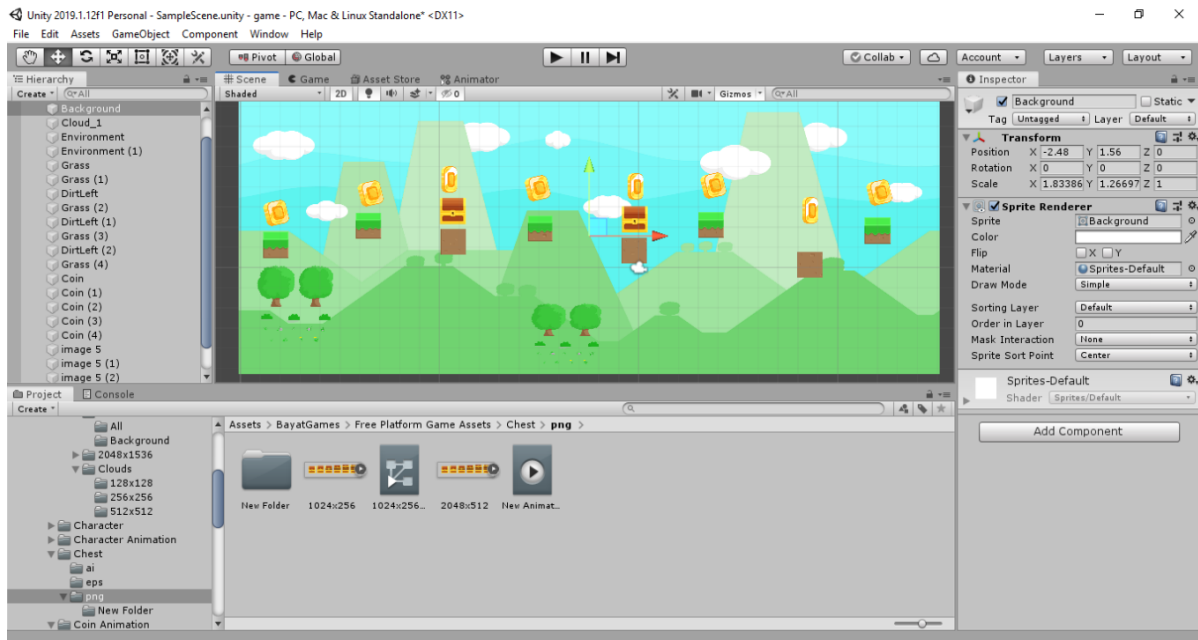 Unity 2019.1.12f1 Personal - SampleScene.unity - game - PC, Mac & Linux Standalone* <DX11>
File Edit Assets GameObject Component Window Help
Pivot Global Collab Account Layers Layout
Hierarchy
Create All
Background
Cloud_1
Environment
Environment (1)
Grass
Grass (1)
DirtLeft
Grass (2)
DirtLeft (1)
Grass (3)
DirtLeft (2)
Grass (4)
Coin
Coin (1)
Coin (2)
Coin (3)
Coin (4)
image 5
image 5 (1)
image 5 (2)
Scene Game Asset Store Animator
Shaded 2D 0 Gizmos All
Inspector
Background Static
Tag Untagged Layer Default
Transform
Position X -2.48 Y 1.56 Z 0
Rotation X 0 Y 0 Z 0
Scale X 1.83386 Y 1.26697 Z 1
Sprite Renderer
Sprite Background
Color
Flip X Y
Material Sprites-Default
Draw Mode Simple
Sorting Layer Default
Order in Layer 0
Mask Interaction None
Sprite Sort Point Center
Sprites-Default
Shader Sprites/Default
Add Component
Project Console
Create
All
Background
2048x1536
Clouds
128x128
256x256
512x512
Character
Character Animation
Chest
ai
eps
png
New Folder
Coin Animation
Assets > BayatGames > Free Platform Game Assets > Chest > png >
New Folder 1024x256 1024x256... 2048x512 New Animat...